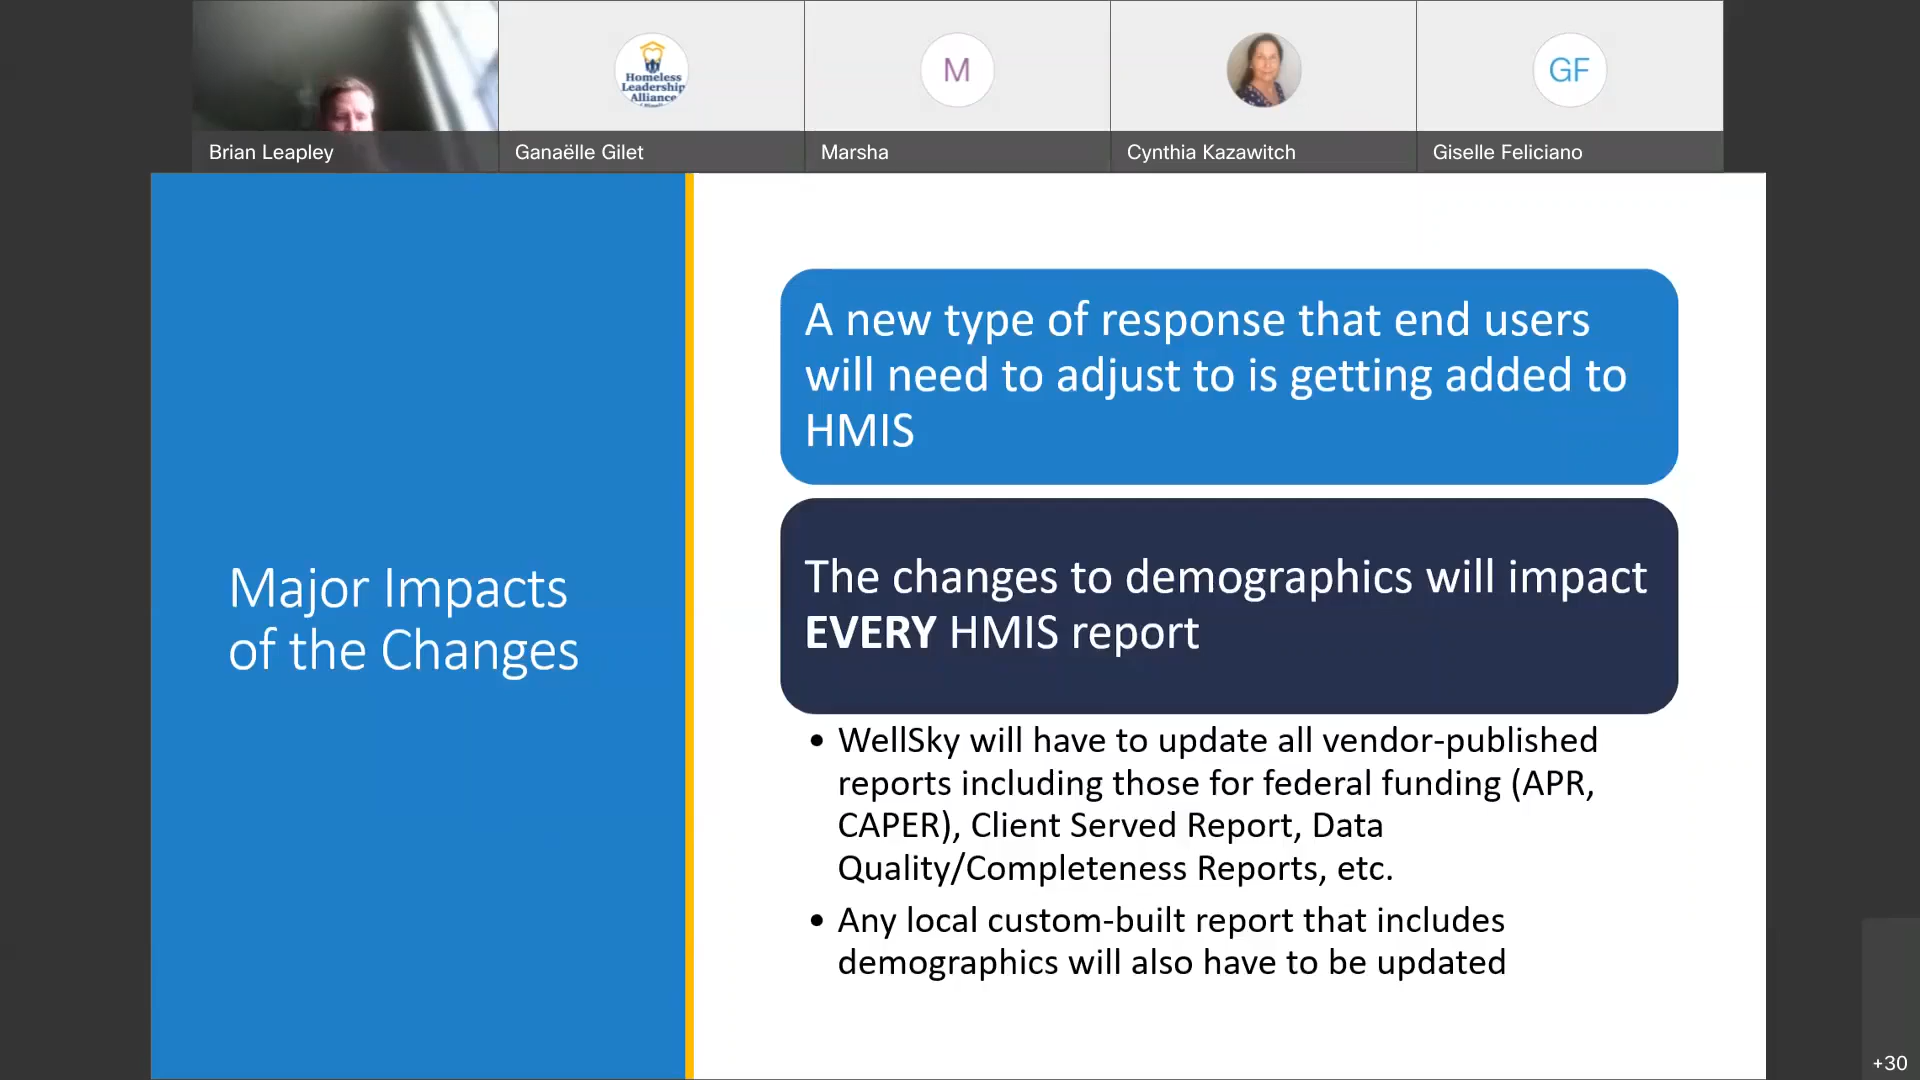 Homeless
Leadership
Alliance
M
GF
Brian Leapley
Ganaëlle Gilet
Marsha
Cynthia Kazawitch
Giselle Feliciano
Major Impacts
of the Changes
A new type of response that end users
will need to adjust to is getting added to
HMIS
The changes to demographics will impact
EVERY HMIS report
• WellSky will have to update all vendor-published
reports including those for federal funding (APR,
CAPER), Client Served Report, Data
Quality/Completeness Reports, etc.
• Any local custom-built report that includes
demographics will also have to be updated
+30